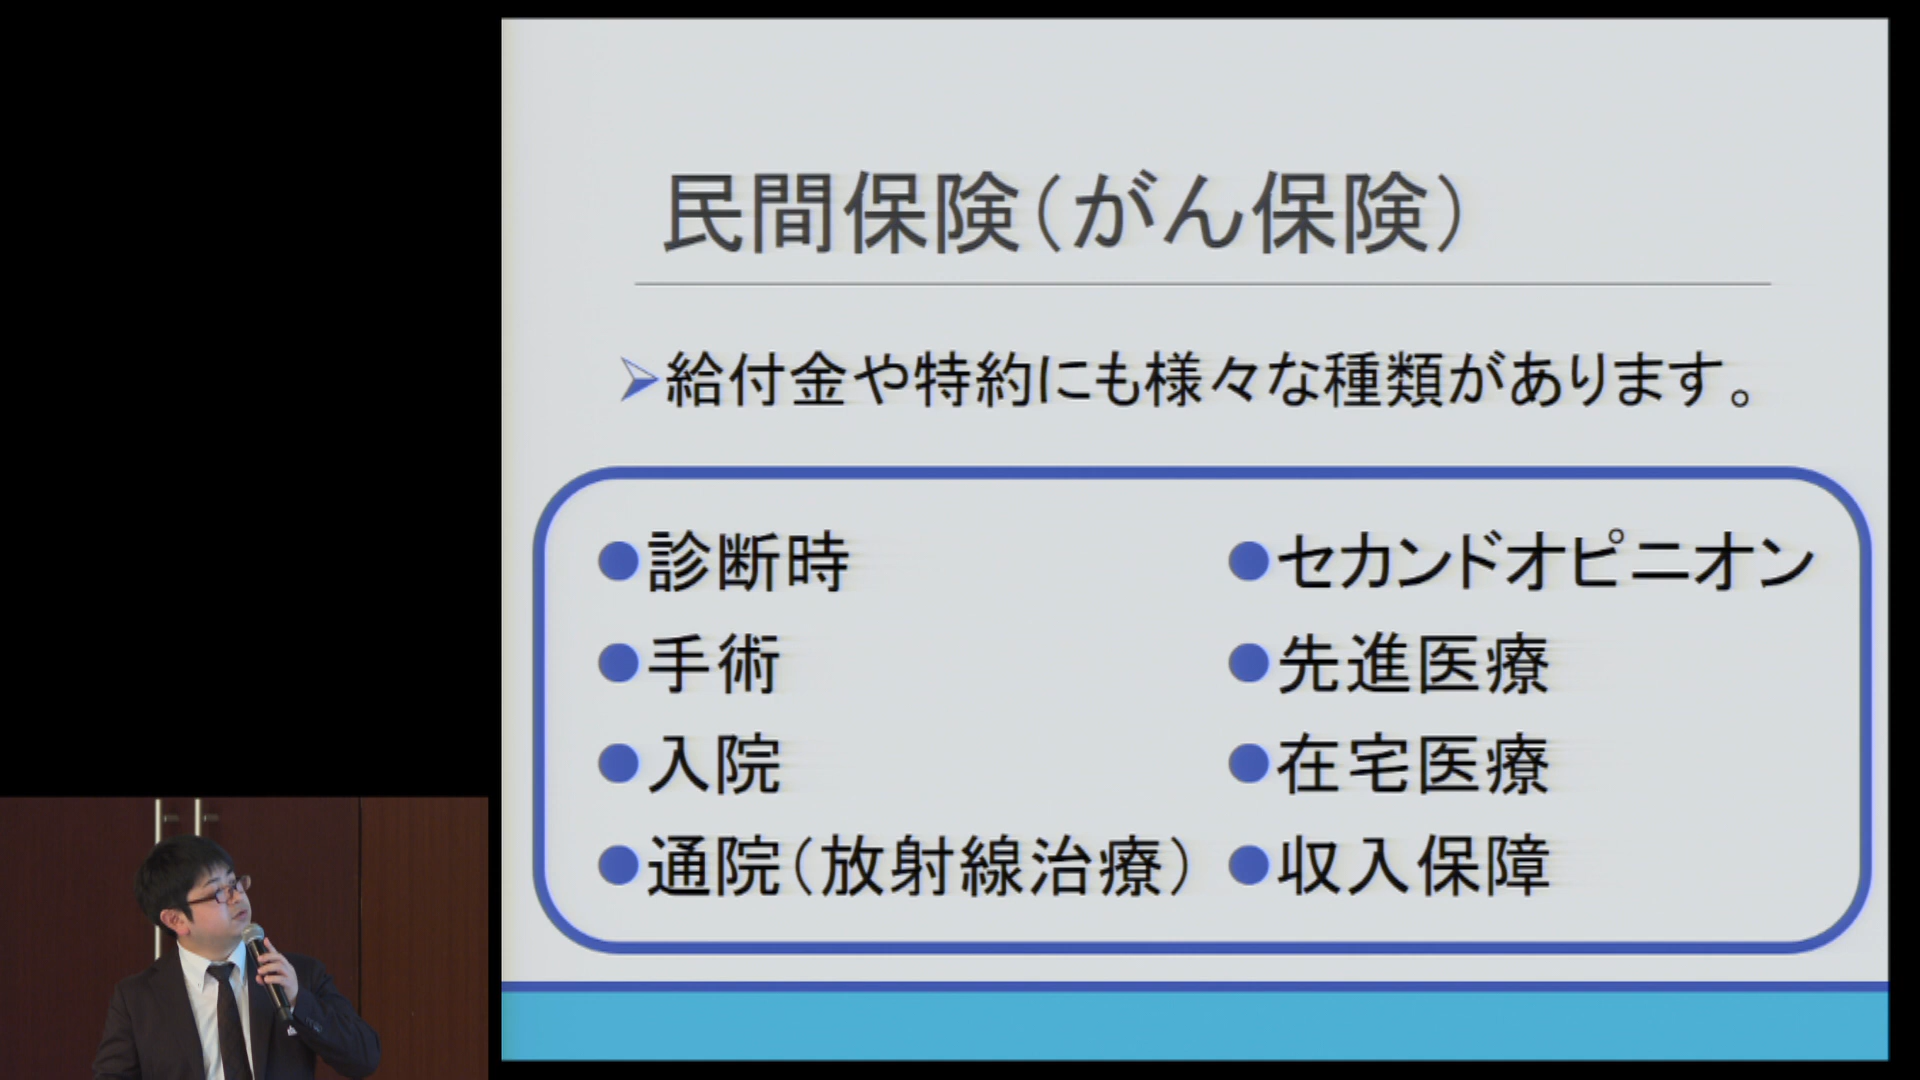 民間保険（がん保険）
給付金や特約にも様々な種類があります。
診断時
手術
入院
通院（放射線治療）
セカンドオピニオン
先進医療
在宅医療
収入保障